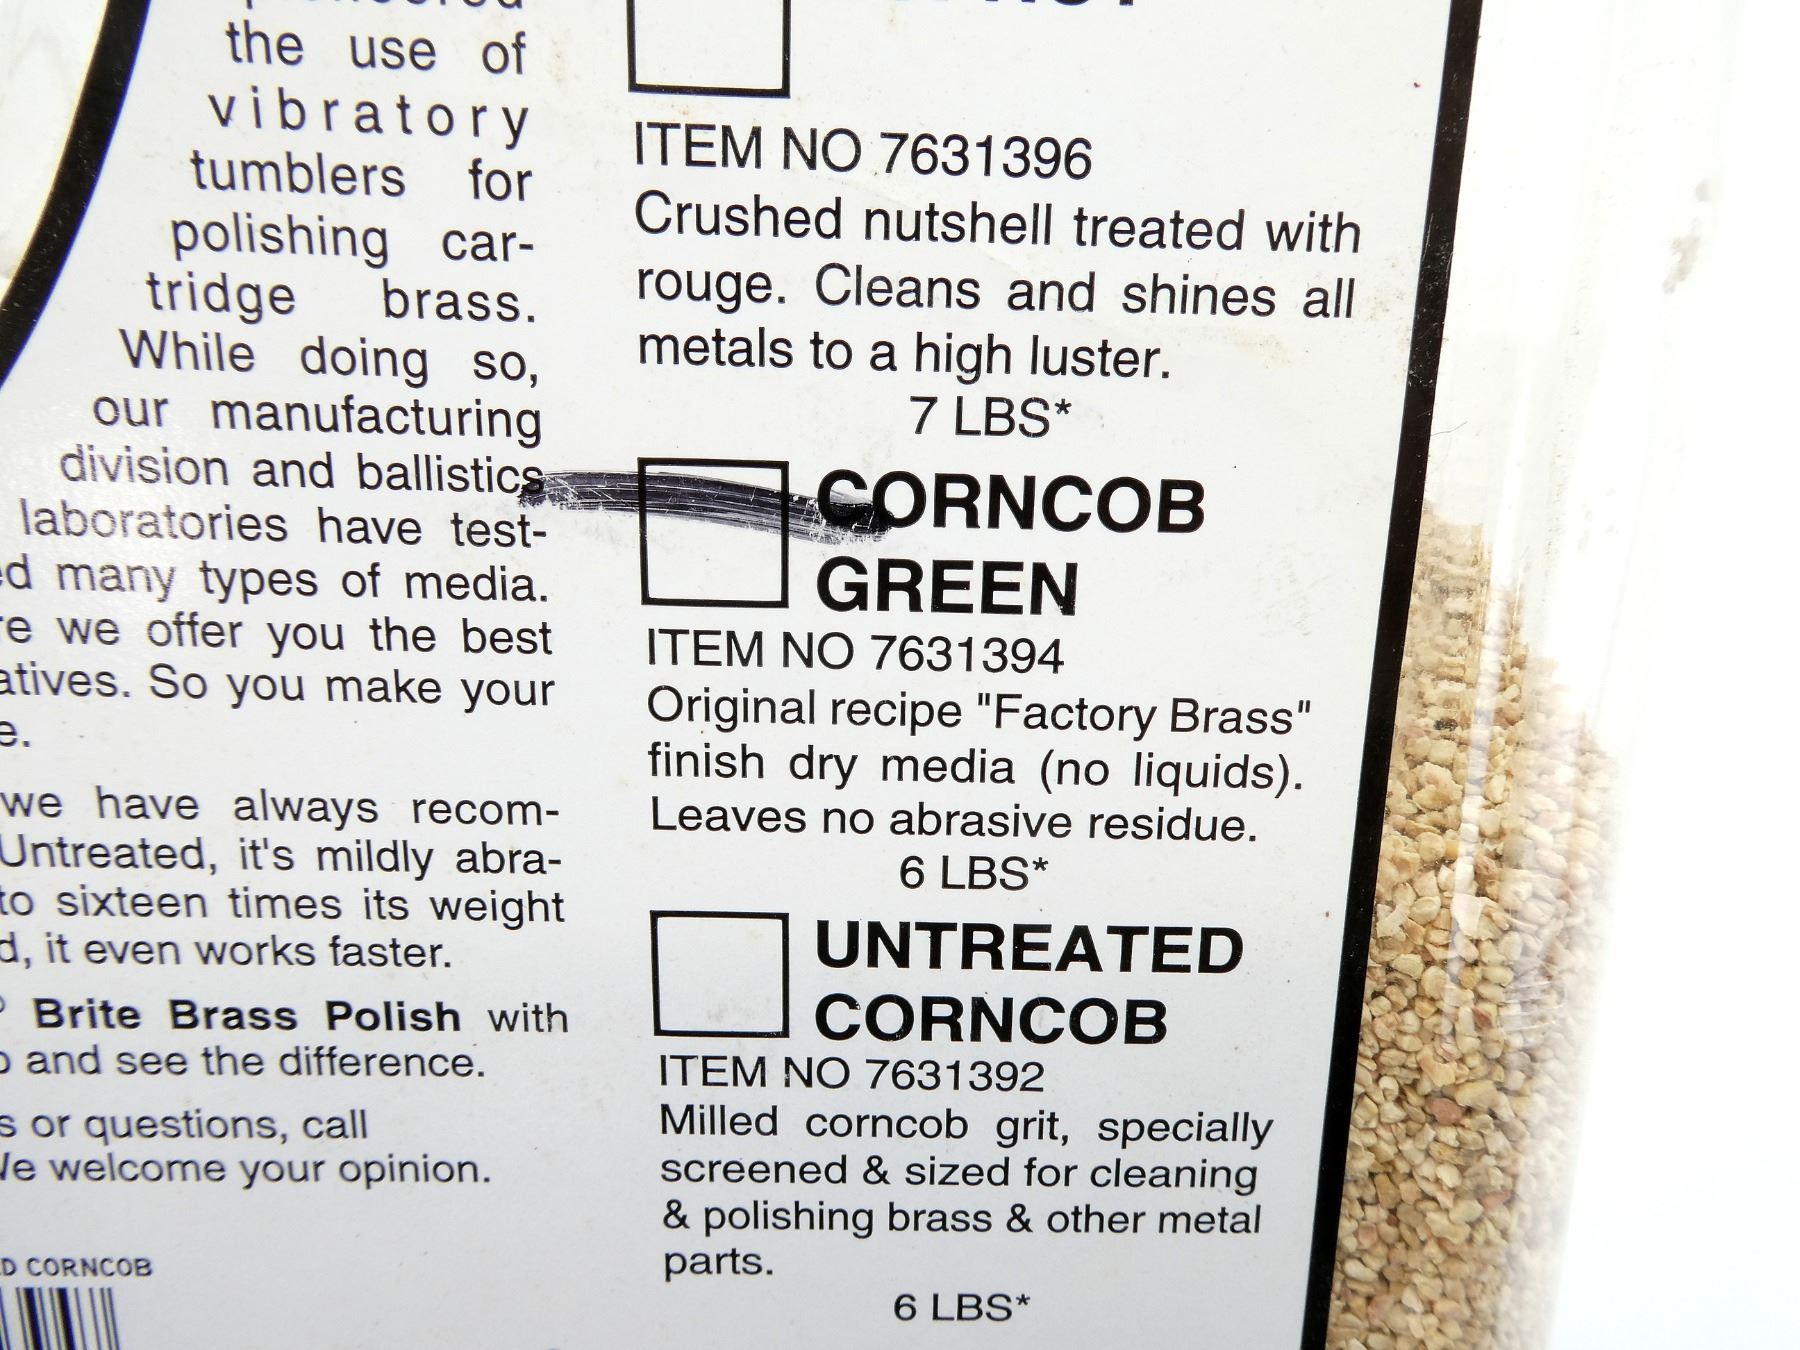 the use of
vibratory
tumblers for
polishing car-
tridge brass.
While doing so,
our manufacturing
division and ballistics
laboratories have test-
ed many types of media.
we offer you the best
atives. So you make your
e.
we have always recom-
Untreated, it's mildly abra-
to sixteen times its weight
d, it even works faster.
Brite Brass Polish with
and see the difference.
s or questions, call
We welcome your opinion.
D CORNCOB
ITEM NO 7631396
Crushed nutshell treated with
rouge. Cleans and shines all
metals to a high luster.
7 LBS*
CORNCOB
GREEN
ITEM NO 7631394
Original recipe "Factory Brass"
finish dry media (no liquids).
Leaves no abrasive residue.
6 LBS*
UNTREATED
CORNCOB
ITEM NO 7631392
Milled corncob grit, specially
screened & sized for cleaning
& polishing brass & other metal
parts.
6 LBS*